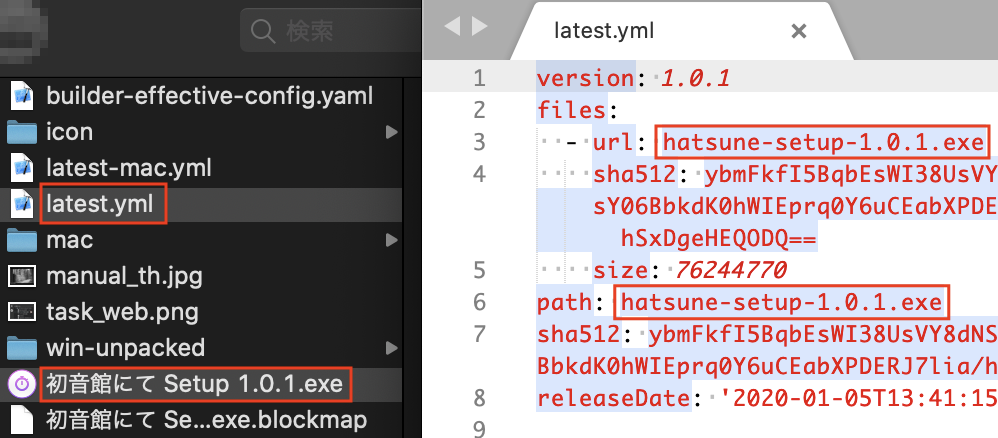 検索
builder-effective-config.yaml
icon
latest-mac.yml
latest.yml
mac
manual_th.jpg
task_web.png
win-unpacked
初音館にて Setup 1.0.1.exe
初音館にて Se...exe.blockmap
latest.yml ×
1 version: 1.0.1
2 files:
3 - url: hatsune-setup-1.0.1.exe
4 sha512: ybmFkfI5BqbEsWI38UsVY
sY06BbkdK0hWIEprq0Y6uCEabXPDE
hSxDgeHEQODQ==
5 size: 76244770
6 path: hatsune-setup-1.0.1.exe
7 sha512: ybmFkfI5BqbEsWI38UsVY8dNS
BbkdK0hWIEprq0Y6uCEabXPDERJ7lia/h
8 releaseDate: '2020-01-05T13:41:15
9